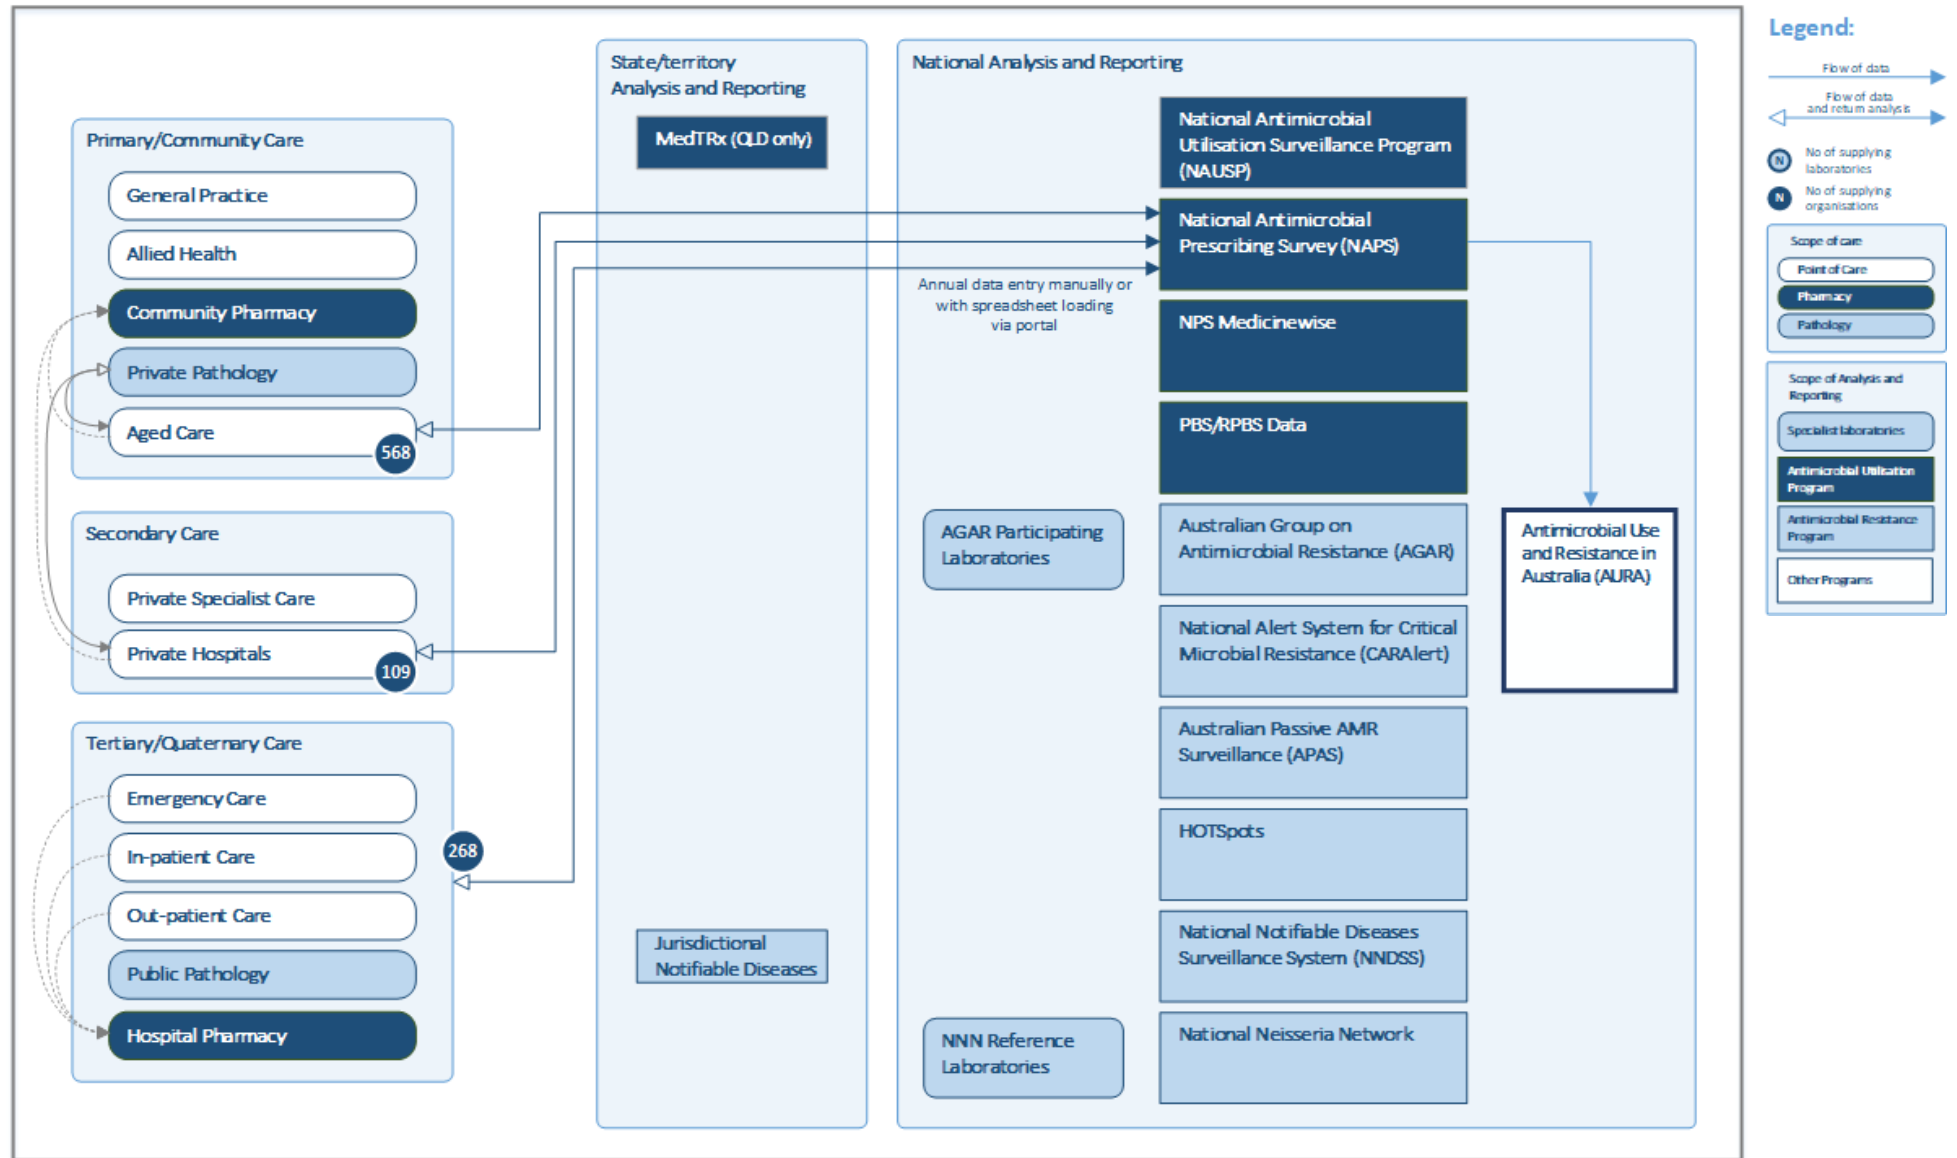 State/territory
Analysis and Reporting
MedTRx (QLD only)
National Analysis and Reporting
National Antimicrobial
Utilisation Surveillance Program
(NAUSP)
National Antimicrobial
Prescribing Survey (NAPS)
Annual data entry manually or
with spreadsheet loading
via portal
NPS Medicinewise
PBS/RPBS Data
AGAR Participating
Laboratories
Australian Group on
Antimicrobial Resistance (AGAR)
Antimicrobial Use
and Resistance in
Australia (AURA)
National Alert System for Critical
Microbial Resistance (CARAlert)
Australian Passive AMR
Surveillance (APAS)
HOTSpots
Jurisdictional
Notifiable Diseases
National Notifiable Diseases
Surveillance System (NNDSS)
NNN Reference
Laboratories
National Neisseria Network
Primary/Community Care
General Practice
Allied Health
Community Pharmacy
Private Pathology
Aged Care
568
Secondary Care
Private Specialist Care
Private Hospitals
109
Tertiary/Quaternary Care
Emergency Care
268
In-patient Care
Out-patient Care
Public Pathology
Hospital Pharmacy
Legend:
Flow of data
Flow of data
and return analysis
N
No of supplying
laboratories
N
No of supplying
organisations
Scope of care
Point of Care
Pharmacy
Pathology
Scope of Analysis and
Reporting
Specialist laboratories
Antimicrobial Utilisation
Program
Antimicrobial Resistance
Program
Other Programs